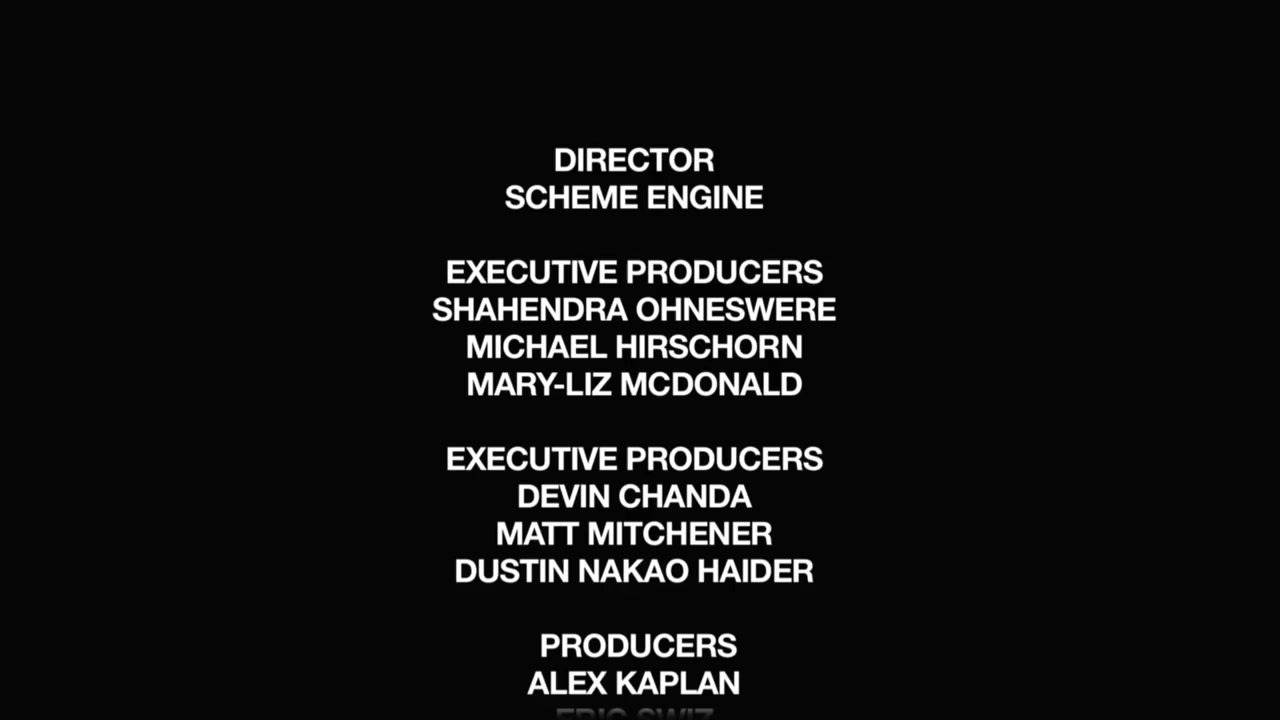 DIRECTOR
SCHEME ENGINE
EXECUTIVE PRODUCERS
SHAHENDRA OHNESWERE
MICHAEL HIRSCHORN
MARY-LIZ MCDONALD
EXECUTIVE PRODUCERS
DEVIN CHANDA
MATT MITCHENER
DUSTIN NAKAO HAIDER
PRODUCERS
ALEX KAPLAN